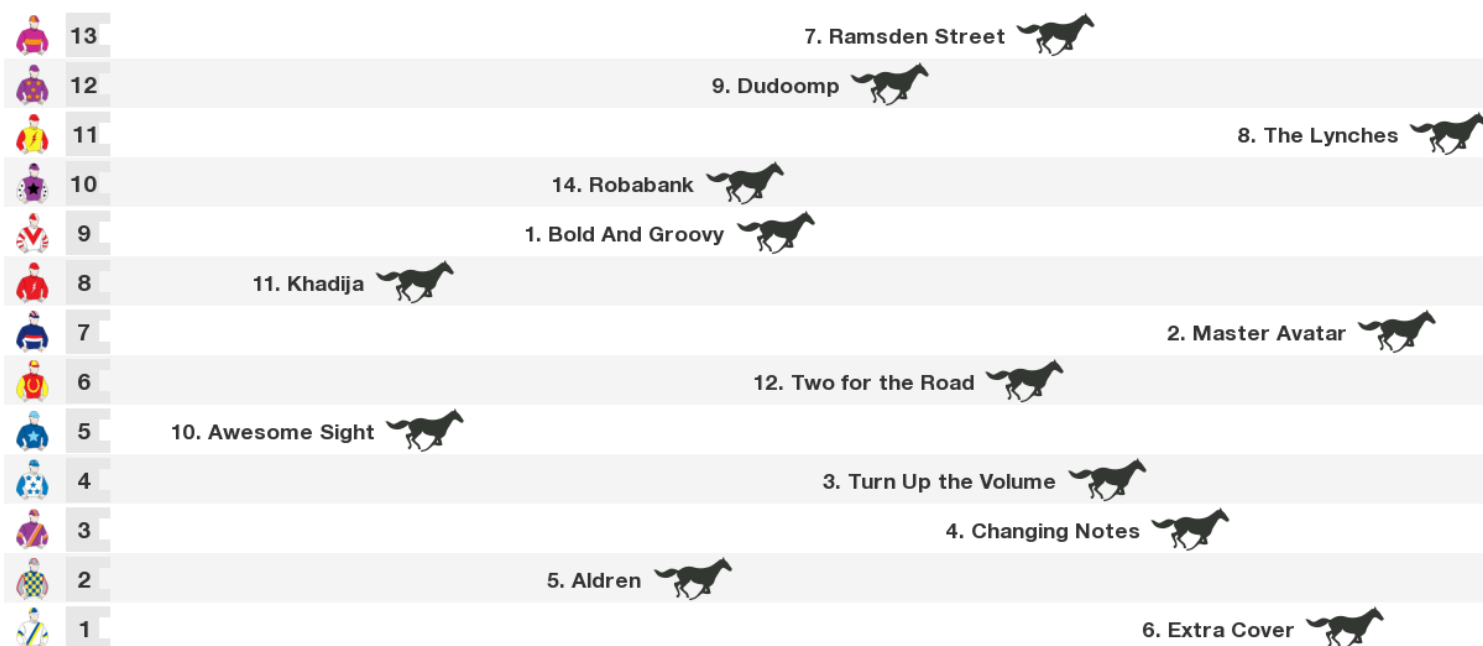 13 7. Ramsden Street
12 9. Dudoomp
11 8. The Lynches
10 14. Robabank
9 1. Bold And Groovy
8 11. Khadija
7 2. Master Avatar
6 12. Two for the Road
5 10. Awesome Sight
4 3. Turn Up the Volume
3 4. Changing Notes
2 5. Aldren
1 6. Extra Cover